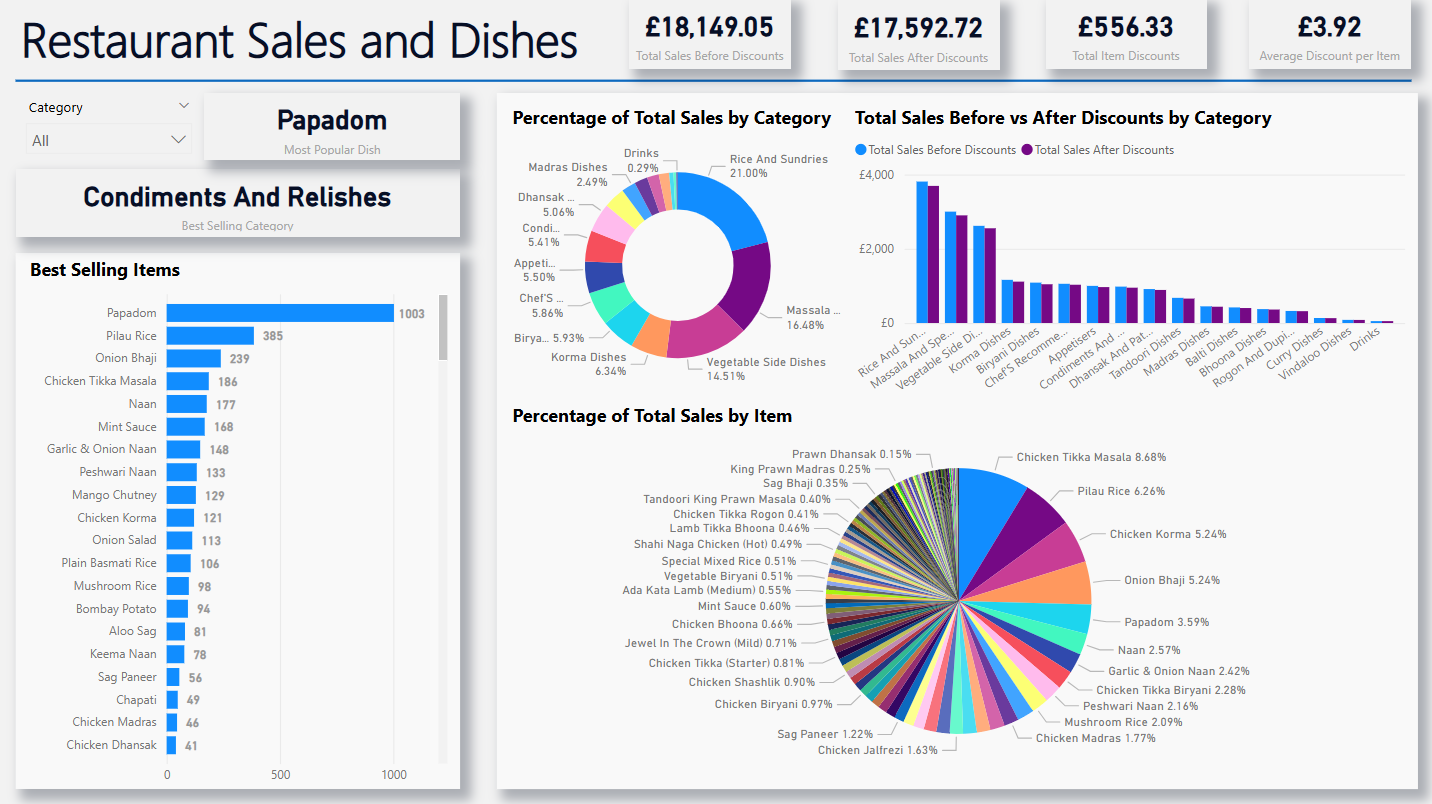 Restaurant Sales and Dishes
£18,149.05
Total Sales Before Discounts
£17,592.72
Total Sales After Discounts
£556.33
Total Item Discounts
£3.92
Average Discount per Item
Category
All
Papadom
Most Popular Dish
Condiments And Relishes
Best Selling Category
Best Selling Items
Papadom 1003
Pilau Rice 385
Onion Bhaji 239
Chicken Tikka Masala 186
Naan 177
Mint Sauce 168
Garlic & Onion Naan 148
Peshwari Naan 133
Mango Chutney 129
Chicken Korma 121
Onion Salad 113
Plain Basmati Rice 106
Mushroom Rice 98
Bombay Potato 94
Aloo Sag 81
Keema Naan 78
Sag Paneer 56
Chapati 49
Chicken Madras 46
Chicken Dhansak 41
0 500 1000
Percentage of Total Sales by Category
Rice And Sundries
21.00%
Massala ...
16.48%
Vegetable Side Dishes
14.51%
Korma Dishes
6.34%
Birya... 5.93%
Chef'S ...
5.86%
Appeti...
5.50%
Condi...
5.41%
Dhansak ...
5.06%
Madras Dishes
2.49%
Drinks
0.29%
Total Sales Before vs After Discounts by Category
Total Sales Before Discounts Total Sales After Discounts
£4,000
£2,000
£0
Rice And Sun...
Massala And Spe...
Vegetable Side Di...
Korma Dishes
Biryani Dishes
Chef'S Recomme...
Appetisers
Condiments And ...
Dhansak And Pat...
Tandoori Dishes
Madras Dishes
Balti Dishes
Bhoona Dishes
Rogon And Dupi...
Curry Dishes
Vindaloo Dishes
Drinks
Percentage of Total Sales by Item
Chicken Tikka Masala 8.68%
Pilau Rice 6.26%
Chicken Korma 5.24%
Onion Bhaji 5.24%
Papadom 3.59%
Naan 2.57%
Garlic & Onion Naan 2.42%
Chicken Tikka Biryani 2.28%
Peshwari Naan 2.16%
Mushroom Rice 2.09%
Chicken Madras 1.77%
Chicken Jalfrezi 1.63%
Sag Paneer 1.22%
Chicken Biryani 0.97%
Chicken Shashlik 0.90%
Chicken Tikka (Starter) 0.81%
Jewel In The Crown (Mild) 0.71%
Chicken Bhoona 0.66%
Mint Sauce 0.60%
Ada Kata Lamb (Medium) 0.55%
Vegetable Biryani 0.51%
Special Mixed Rice 0.51%
Shahi Naga Chicken (Hot) 0.49%
Lamb Tikka Bhoona 0.46%
Chicken Tikka Rogon 0.41%
Tandoori King Prawn Masala 0.40%
Sag Bhaji 0.35%
King Prawn Madras 0.25%
Prawn Dhansak 0.15%